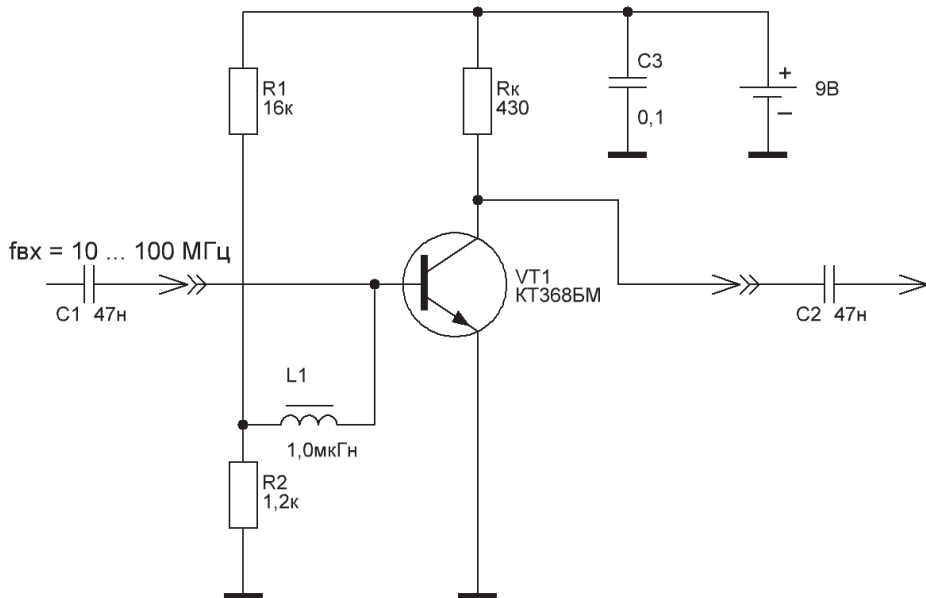 R1
16к
Rк
430
C3
0,1
+
9В
−
fвх = 10 ... 100 МГц
C1 47н
VT1
КТ368БМ
C2 47н
L1
1,0мкГн
R2
1,2к